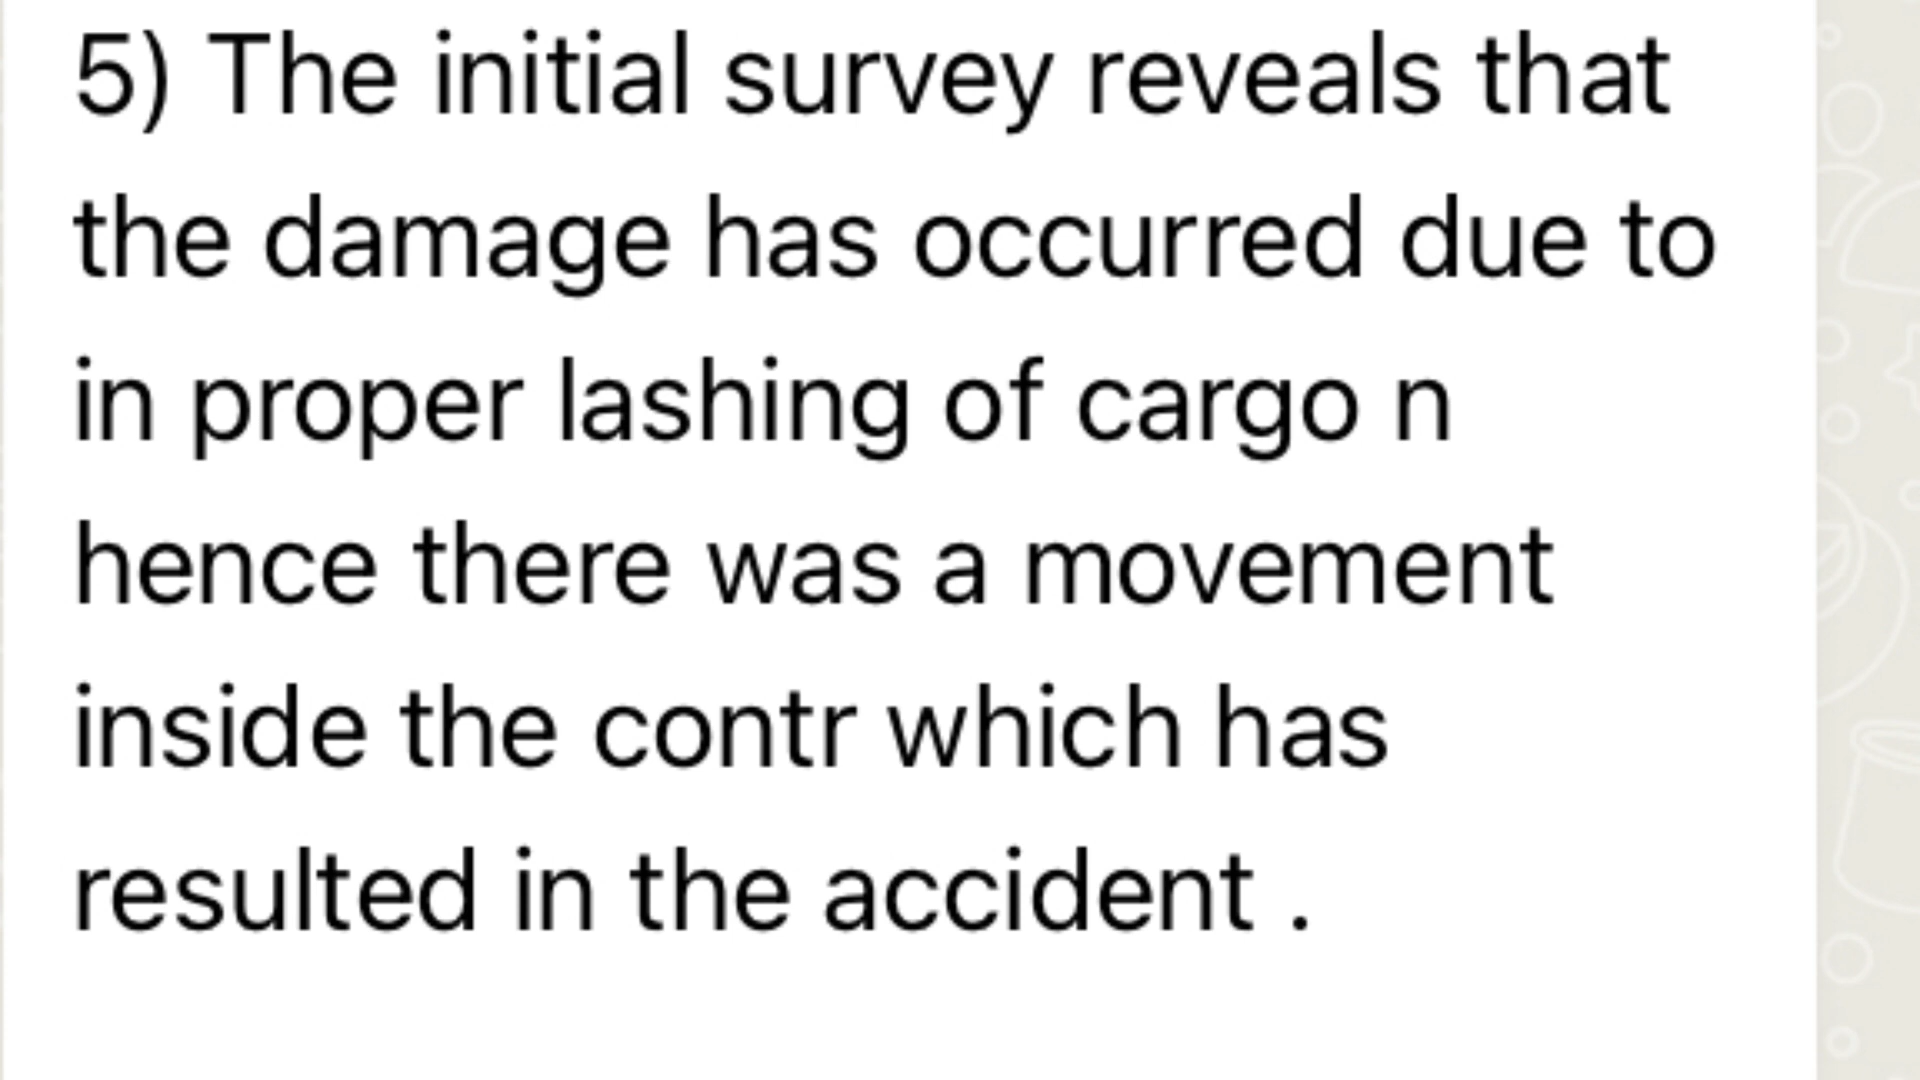 5) The initial survey reveals that
the damage has occurred due to
in proper lashing of cargo n
hence there was a movement
inside the contr which has
resulted in the accident .